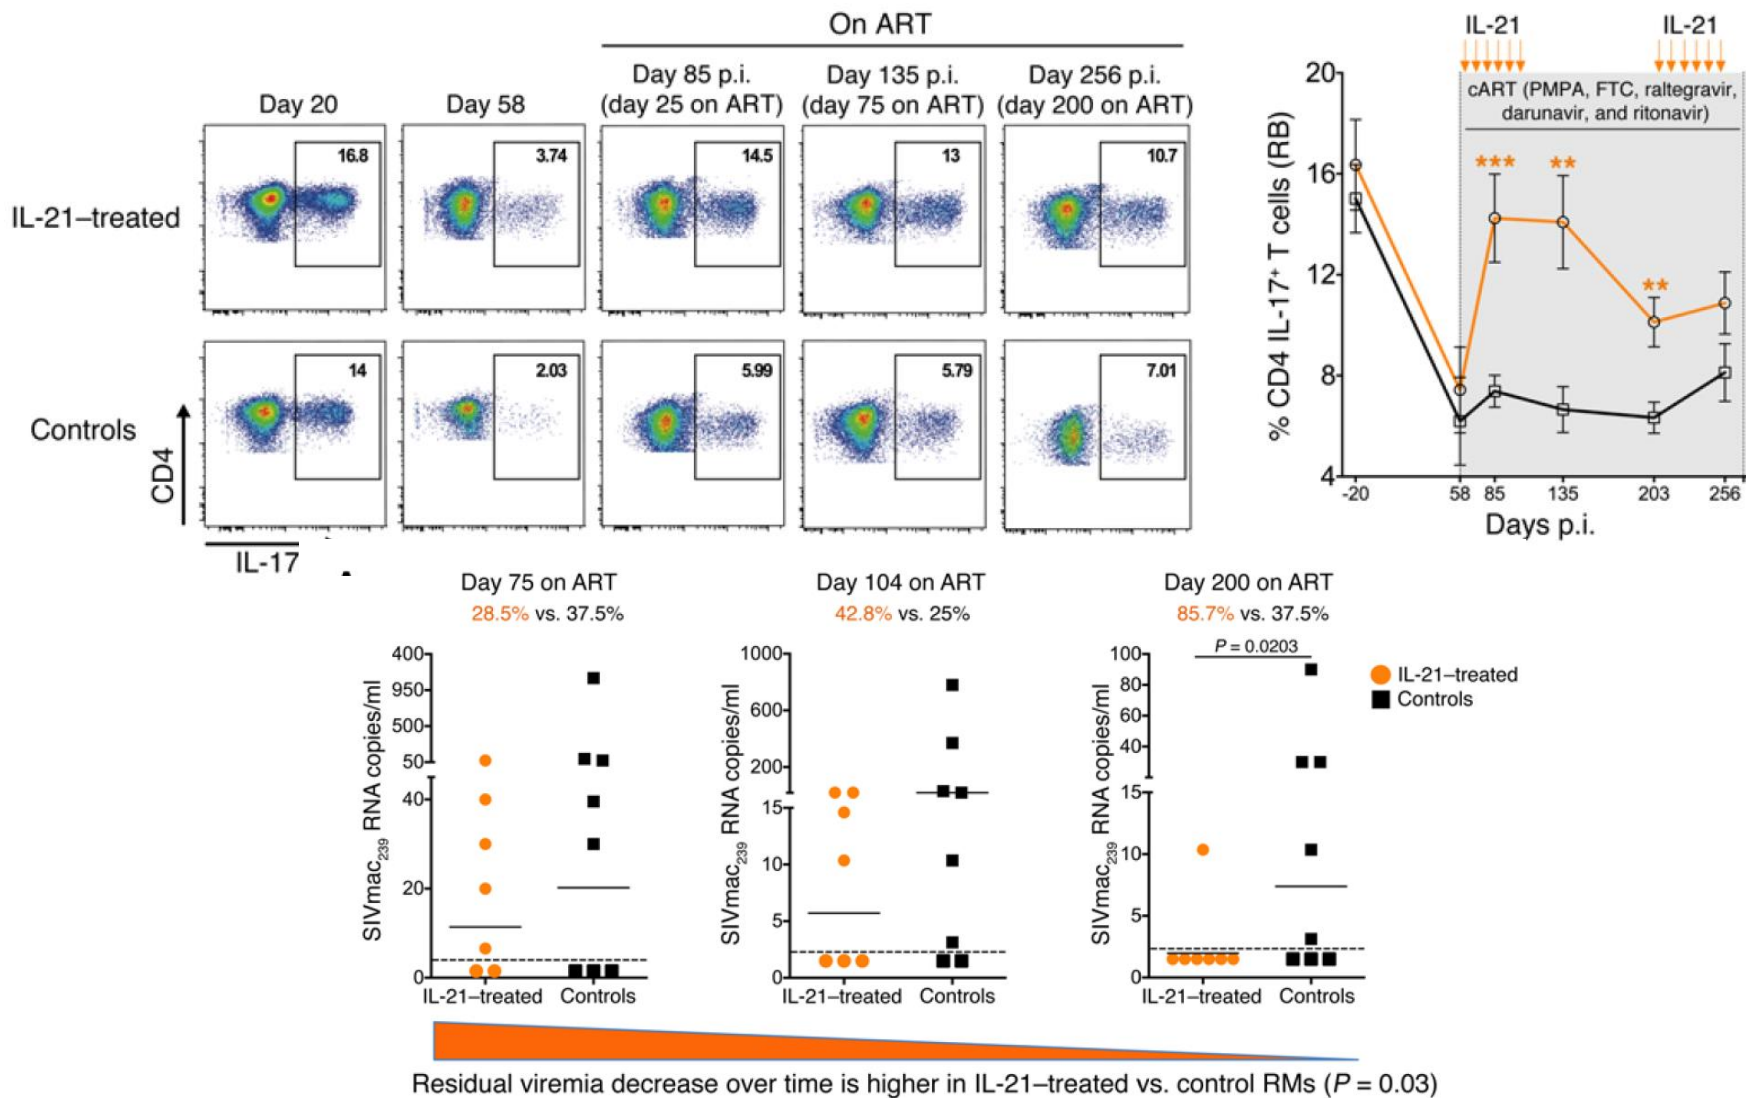 On ART
Day 20
Day 58
Day 85 p.i.
(day 25 on ART)
Day 135 p.i.
(day 75 on ART)
Day 256 p.i.
(day 200 on ART)
IL-21–treated
16.8
3.74
14.5
13
10.7
Controls
14
2.03
5.99
5.79
7.01
CD4
IL-17
IL-21
IL-21
cART (PMPA, FTC, raltegravir,
darunavir, and ritonavir)
% CD4 IL-17⁺ T cells (RB)
20
16
12
8
4
***
**
**
-20
58
85
135
203
256
Days p.i.
Day 75 on ART
28.5% vs. 37.5%
SIVmac₂₃₉ RNA copies/ml
400
950
500
50
40
20
0
IL-21–treated
Controls
Day 104 on ART
42.8% vs. 25%
SIVmac₂₃₉ RNA copies/ml
1000
600
200
15
10
5
0
IL-21–treated
Controls
Day 200 on ART
85.7% vs. 37.5%
P = 0.0203
SIVmac₂₃₉ RNA copies/ml
100
80
60
40
15
10
5
0
IL-21–treated
Controls
IL-21–treated
Controls
Residual viremia decrease over time is higher in IL-21–treated vs. control RMs (P = 0.03)